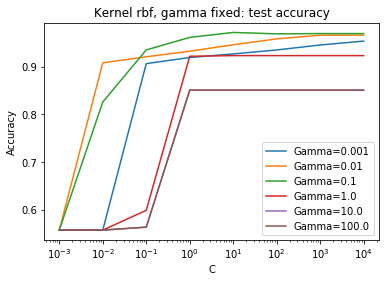 Kernel rbf, gamma fixed: test accuracy
Accuracy
0.9
0.8
0.7
0.6
Gamma=0.001
Gamma=0.01
Gamma=0.1
Gamma=1.0
Gamma=10.0
Gamma=100.0
10⁻³ 10⁻² 10⁻¹ 10⁰ 10¹ 10² 10³ 10⁴
C